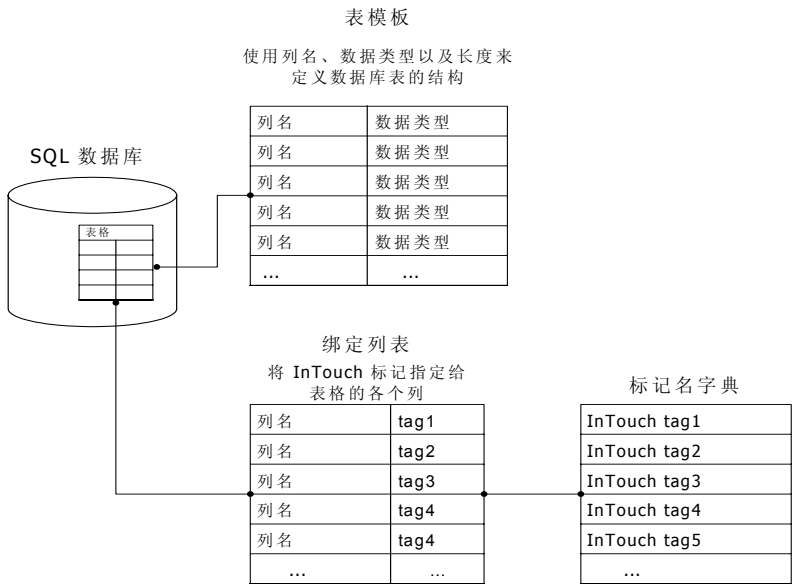 表模板
使用列名、数据类型以及长度来
定义数据库表的结构
列名 数据类型
列名 数据类型
列名 数据类型
列名 数据类型
列名 数据类型
... ...
SQL 数据库
表格
绑定列表
将 InTouch 标记指定给
表格的各个列
列名 tag1
列名 tag2
列名 tag3
列名 tag4
列名 tag4
... ...
标记名字典
InTouch tag1
InTouch tag2
InTouch tag3
InTouch tag4
InTouch tag5
...